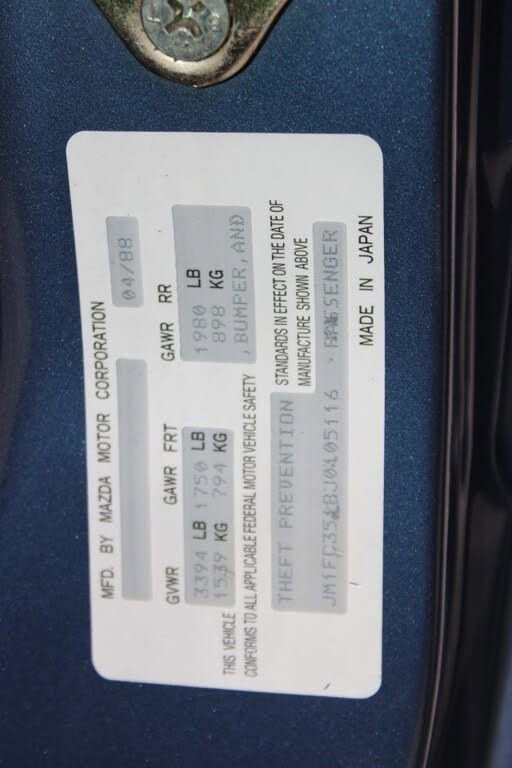 MFD. BY MAZDA MOTOR CORPORATION
04/88
GVWR GAWR FRT GAWR RR
3394 LB 1750 LB 1980 LB
1539 KG 794 KG 898 KG
THIS VEHICLE
CONFORMS TO ALL APPLICABLE FEDERAL MOTOR VEHICLE SAFETY , BUMPER, AND
THEFT PREVENTION STANDARDS IN EFFECT ON THE DATE OF
MANUFACTURE SHOWN ABOVE
JM1FC3518J0105116 · PASSENGER
MADE IN JAPAN